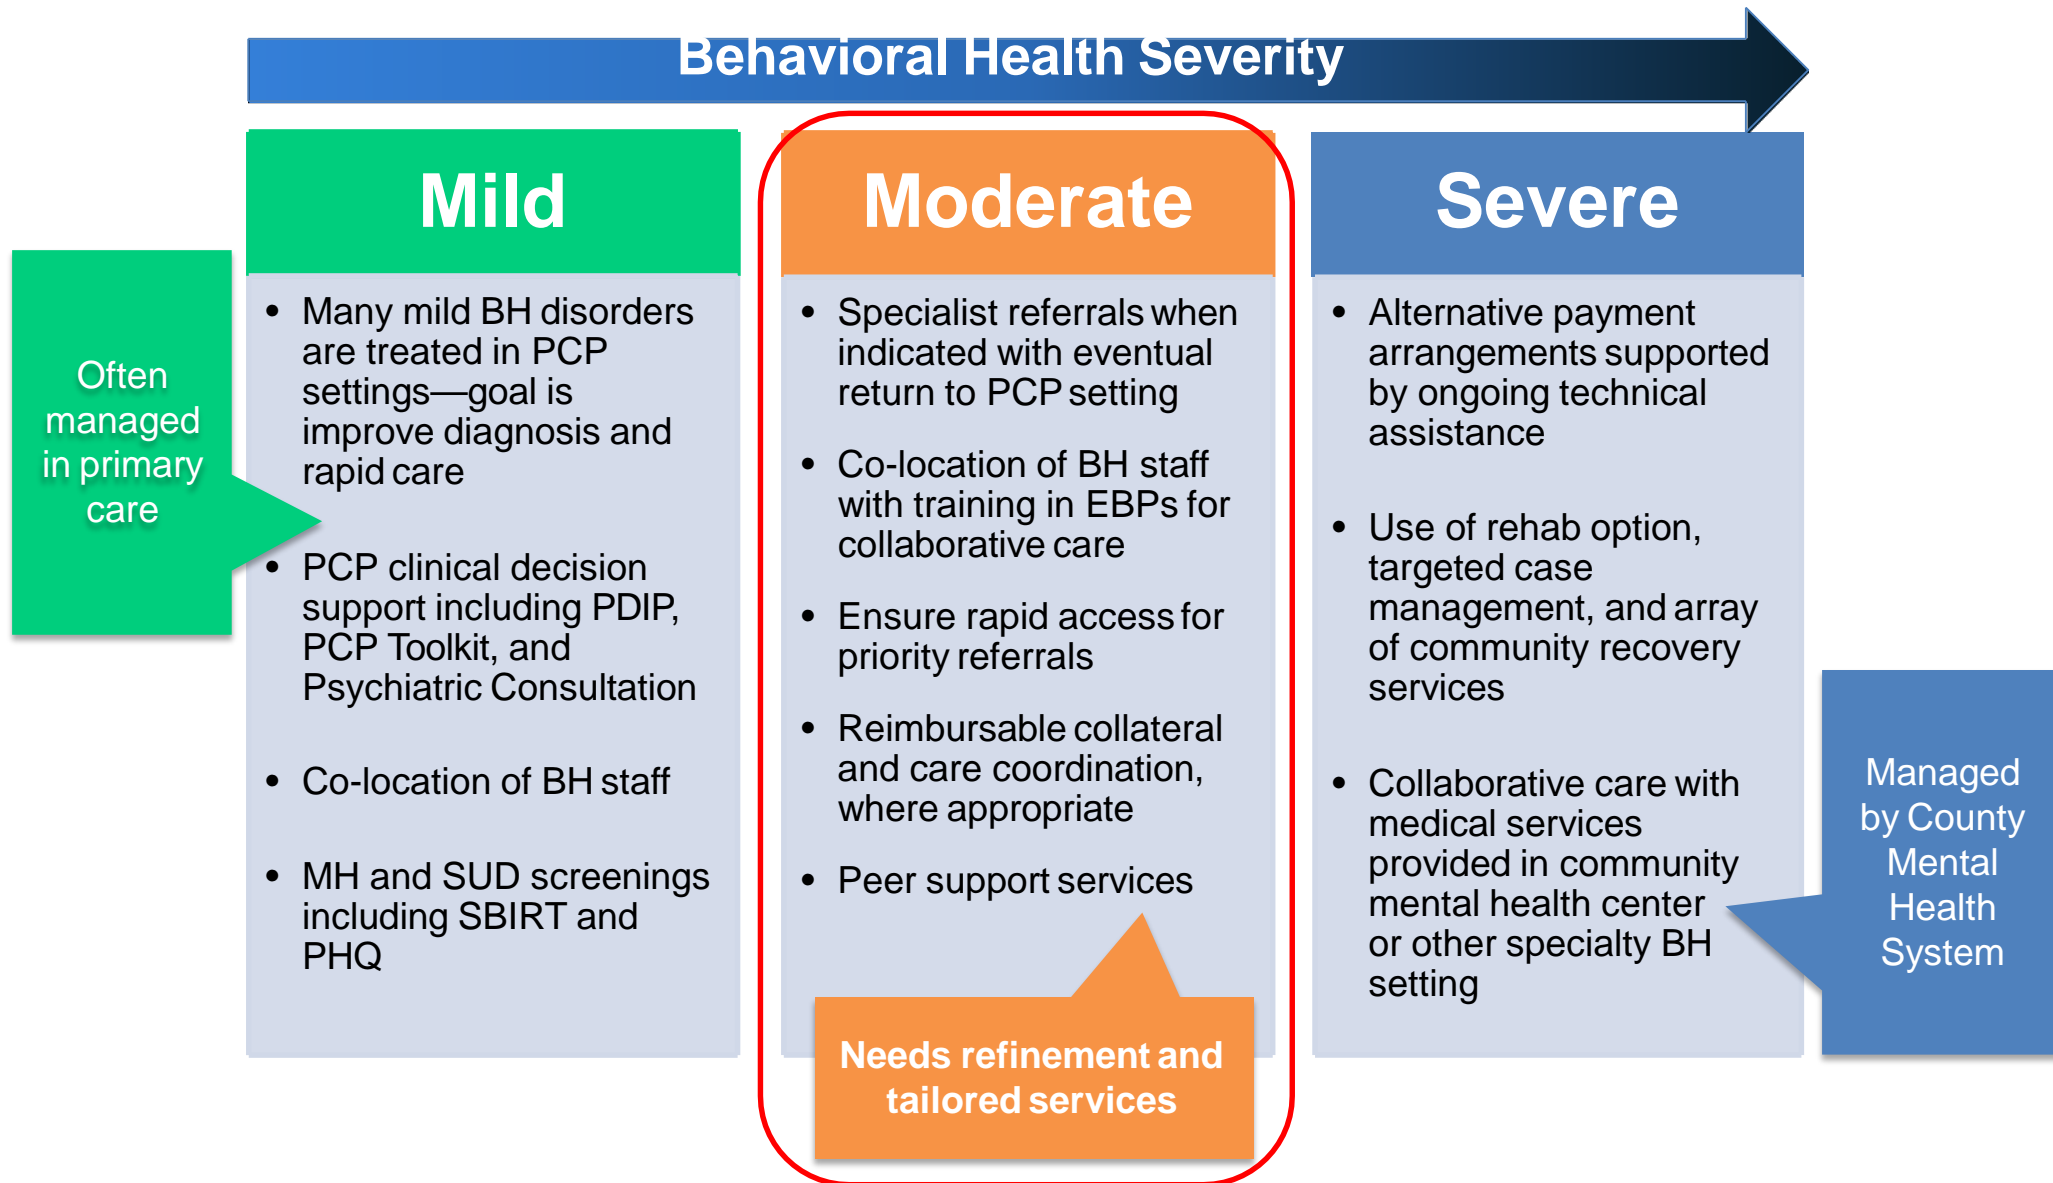 Behavioral Health Severity
Mild
Often
managed
in primary
care
• Many mild BH disorders
are treated in PCP
settings—goal is
improve diagnosis and
rapid care
• PCP clinical decision
support including PDIP,
PCP Toolkit, and
Psychiatric Consultation
• Co-location of BH staff
• MH and SUD screenings
including SBIRT and
PHQ
Moderate
• Specialist referrals when
indicated with eventual
return to PCP setting
• Co-location of BH staff
with training in EBPs for
collaborative care
• Ensure rapid access for
priority referrals
• Reimbursable collateral
and care coordination,
where appropriate
• Peer support services
Needs refinement and
tailored services
Severe
• Alternative payment
arrangements supported
by ongoing technical
assistance
• Use of rehab option,
targeted case
management, and array
of community recovery
services
• Collaborative care with
medical services
provided in community
mental health center
or other specialty BH
setting
Managed
by County
Mental
Health
System